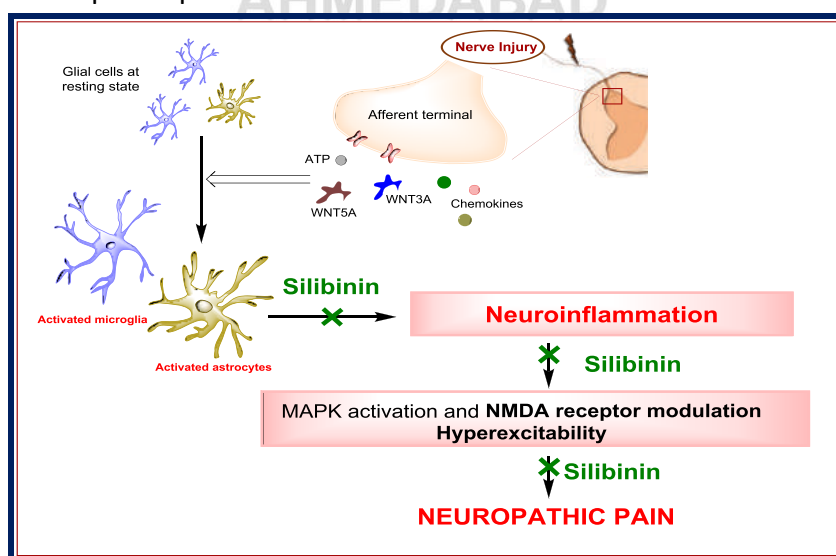 AHMEDABAD
Nerve Injury
Glial cells at
resting state
Afferent terminal
ATP
WNT5A
WNT3A
Chemokines
Activated microglia
Activated astrocytes
Silibinin
Neuroinflammation
Silibinin
MAPK activation and NMDA receptor modulation
Hyperexcitability
Silibinin
NEUROPATHIC PAIN